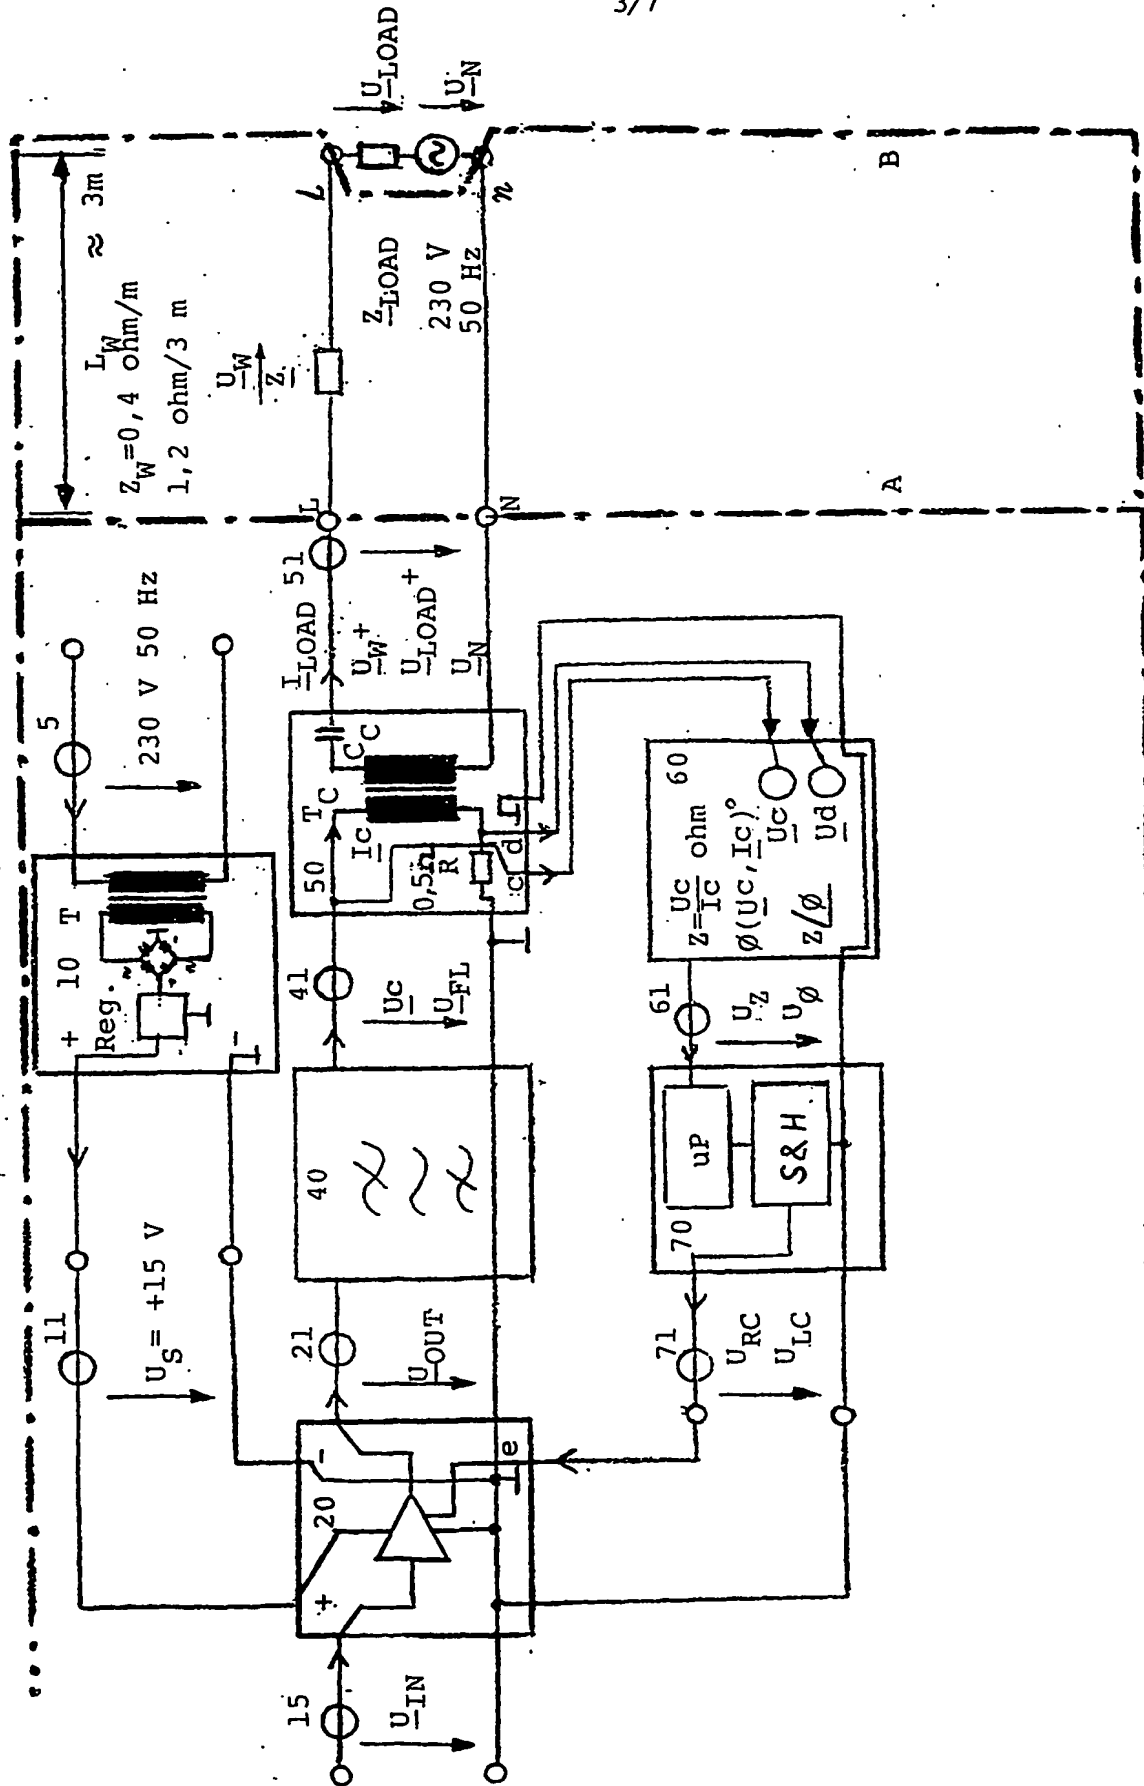 3/7
5
230 V 50 Hz
≈ 3m
L_W
Z_W=0,4 ohm/m
1,2 ohm/3 m
10 T
+ Reg.
-
11
U_S = +15 V
I_LOAD 51 L
U_W+
U_LOAD+
U_N
N
U_W
Z
l
n
Z_LOAD
230 V
50 Hz
U_LOAD
U_N
A
B
50 T_C C_C
Ic
0,5Ω
R
c d
41
Uc
U_FL
40
21
U_OUT
+ 20 -
e
15
U_IN
60
Z=Uc/Ic ohm
Ø(Uc,Ic)°
Uc
z/Ø Ud
61
U_Z
U_Ø
70 uP
S&H
71
U_RC
U_LC